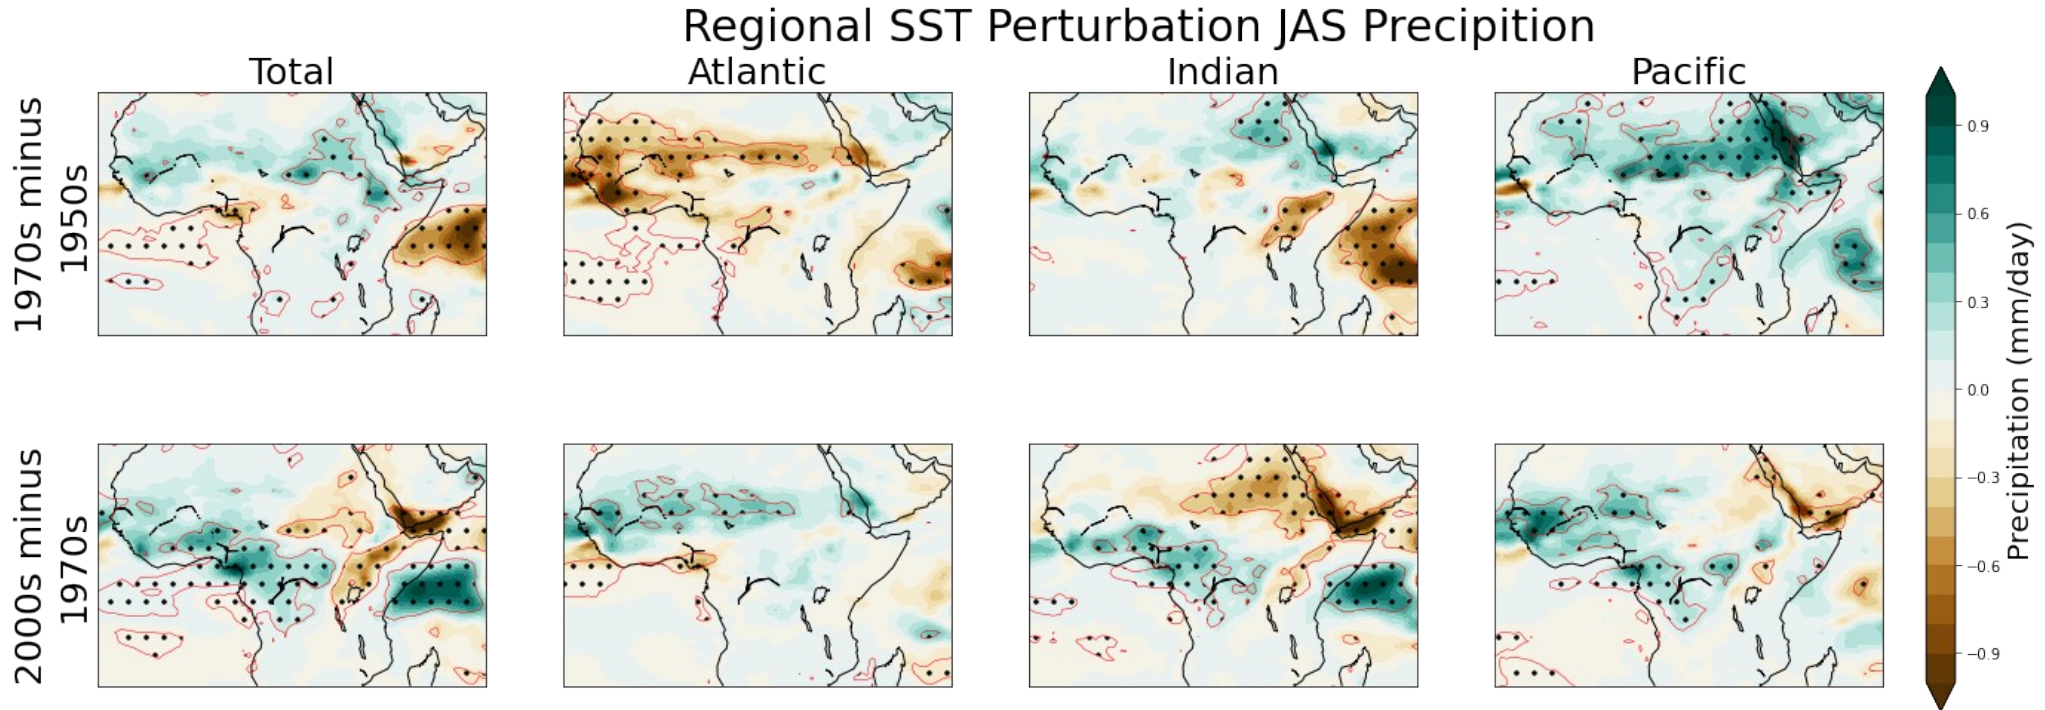 Regional SST Perturbation JAS Precipition
Total
Atlantic
Indian
Pacific
1970s minus
1950s
2000s minus
1970s
0.9
0.6
0.3
0.0
−0.3
−0.6
−0.9
Precipitation (mm/day)